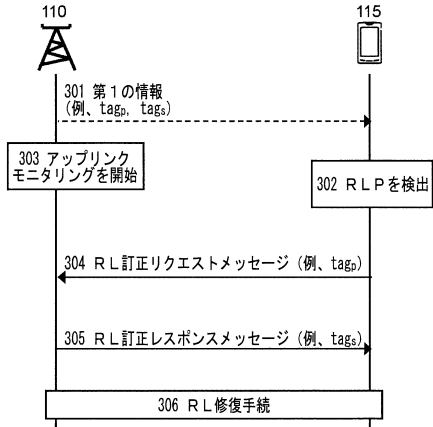 110
115
301 第1の情報
(例、tagp, tags)
303 アップリンク
モニタリングを開始
302 RLPを検出
304 RL訂正リクエストメッセージ (例、tagp)
305 RL訂正レスポンスメッセージ (例、tags)
306 RL修復手続